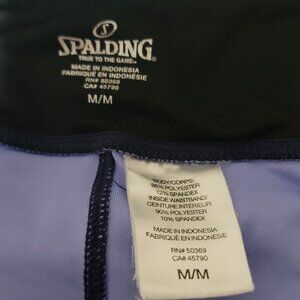 S
SPALDING
TRUE TO THE GAME™
MADE IN INDONESIA
FABRIQUÉ EN INDONÉSIE
RN# 50369
CA# 45790
M/M
BODY/CORPS:
88% POLYESTER
12% SPANDEX
INSIDE WAISTBAND/
CEINTURE INTÉRIEUR:
90% POLYESTER
10% SPANDEX
MADE IN INDONESIA
FABRIQUÉ EN INDONÉSIE
RN# 50369
CA# 45790
M/M